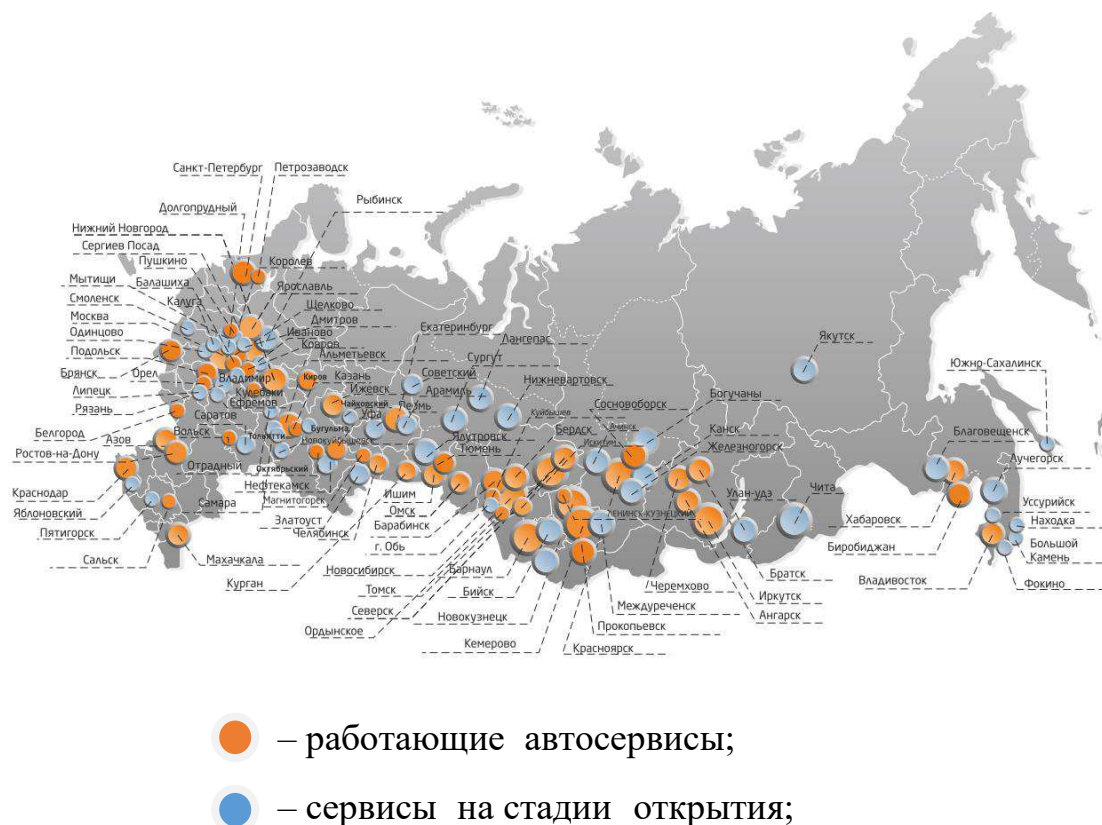 Санкт-Петербург
Петрозаводск
Долгопрудный
Рыбинск
Нижний Новгород
Сергиев Посад
Королёв
Пушкино
Мытищи
Балашиха
Ярославль
Смоленск
Калуга
Щелково
Москва
Дмитров
Одинцово
Иваново
Екатеринбург
Лангепас
Ковров
Якутск
Подольск
Альметьевск
Сургут
Южно-Сахалинск
Брянск
Орел
Владимир
Киров
Казань
Советский
Нижневартовск
Липецк
Кулебаки
Ижевск
Арамиль
Богучаны
Рязань
Ефремов
Чайковский
Пермь
Куйбышев
Сосновоборск
Саратов
Уфа
Белгород
Вольск
Бугульма
Бердск
Ачинск
Канск
Благовещенск
Азов
Тольятти
Новокуйбышевск
Ялутровск
Искитим
Железногорск
Ростов-на-Дону
Тюмень
Лучегорск
Отрадный
Октябрьский
Улан-удэ
Чита
Краснодар
Нефтекамск
Ишим
Яблоновский
Самара
Магнитогорск
Омск
ЛЕНИНСК-КУЗНЕЦКИЙ
Хабаровск
Уссурийск
Златоуст
Барабинск
Находка
Пятигорск
Челябинск
г. Обь
Биробиджан
Большой
Камень
Сальск
Махачкала
Новосибирск
Барнаул
Черемхово
Братск
Владивосток
Фокино
Курган
Томск
Бийск
Иркутск
Северск
Новокузнецк
Междуреченск
Ангарск
Ордынское
Прокопьевск
Кемерово
Красноярск
– работающие автосервисы;
– сервисы на стадии открытия;